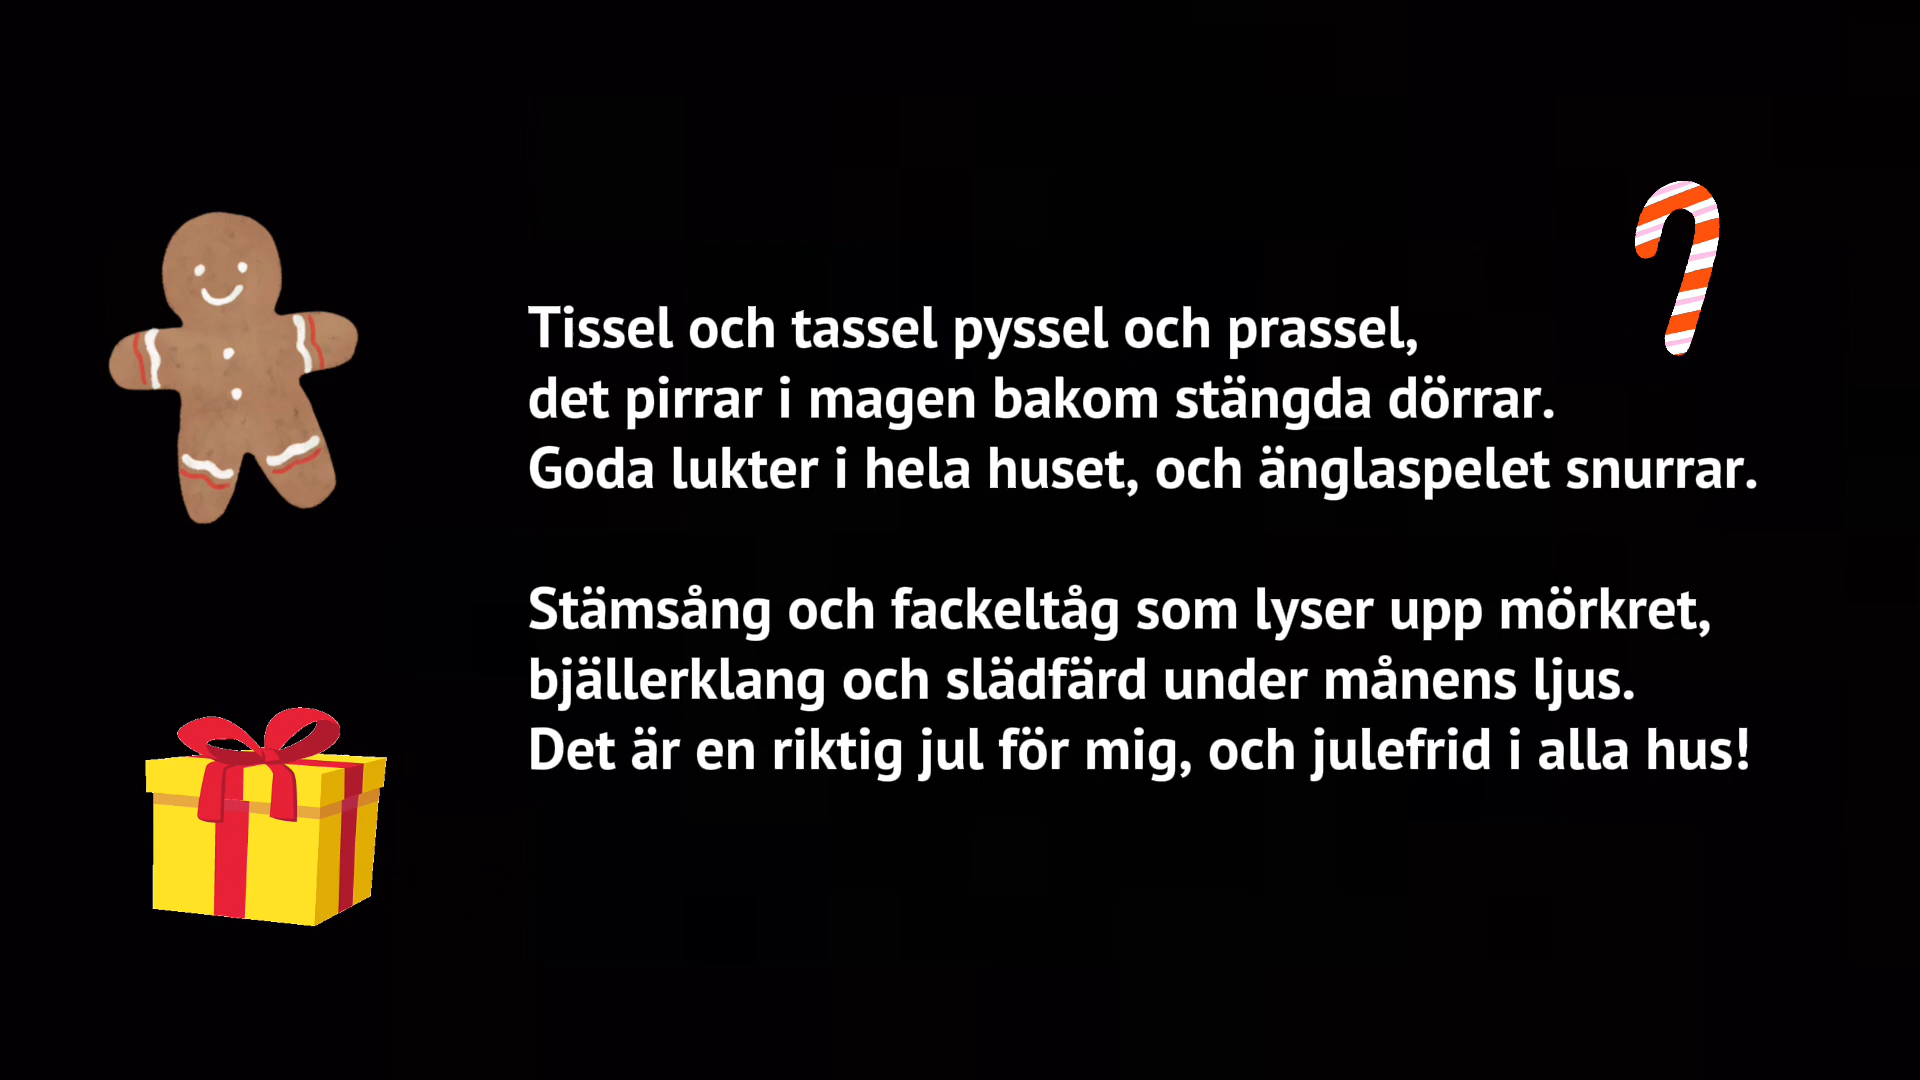 Tissel och tassel pyssel och prassel,
det pirrar i magen bakom stängda dörrar.
Goda lukter i hela huset, och änglaspelet snurrar.
Stämsång och fackeltåg som lyser upp mörkret,
bjällerklang och slädfärd under månens ljus.
Det är en riktig jul för mig, och julefrid i alla hus!